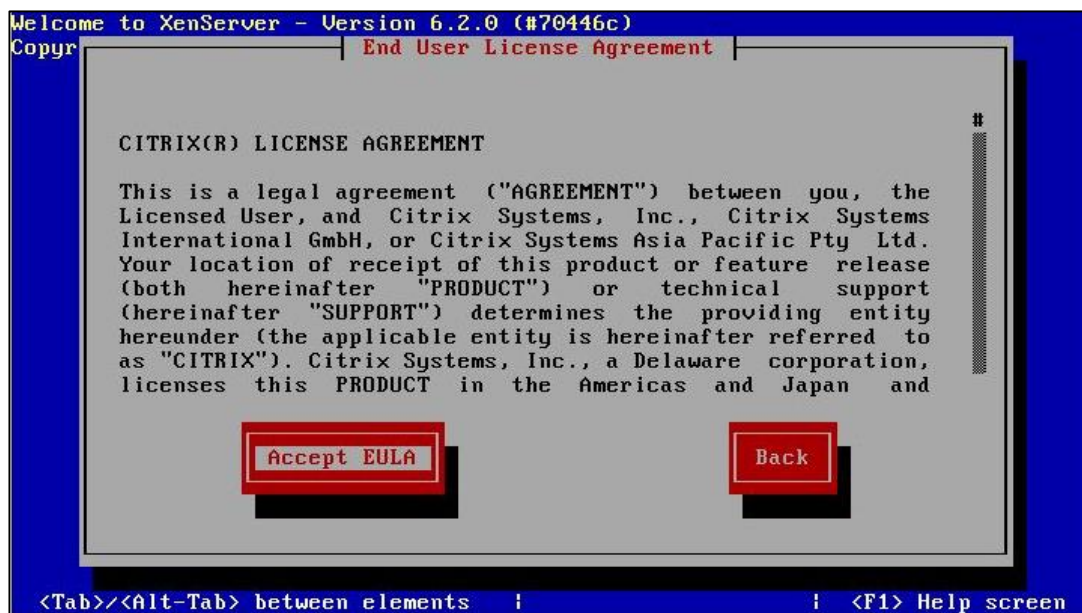 Welcome to XenServer - Version 6.2.0 (#70446c)
Copyr
End User License Agreement
#
CITRIX(R) LICENSE AGREEMENT
This is a legal agreement ("AGREEMENT") between you, the
Licensed User, and Citrix Systems, Inc., Citrix Systems
International GmbH, or Citrix Systems Asia Pacific Pty Ltd.
Your location of receipt of this product or feature release
(both hereinafter "PRODUCT") or technical support
(hereinafter "SUPPORT") determines the providing entity
hereunder (the applicable entity is hereinafter referred to
as "CITRIX"). Citrix Systems, Inc., a Delaware corporation,
licenses this PRODUCT in the Americas and Japan and
Accept EULA Back
<Tab>/<Alt-Tab> between elements | | <F1> Help screen